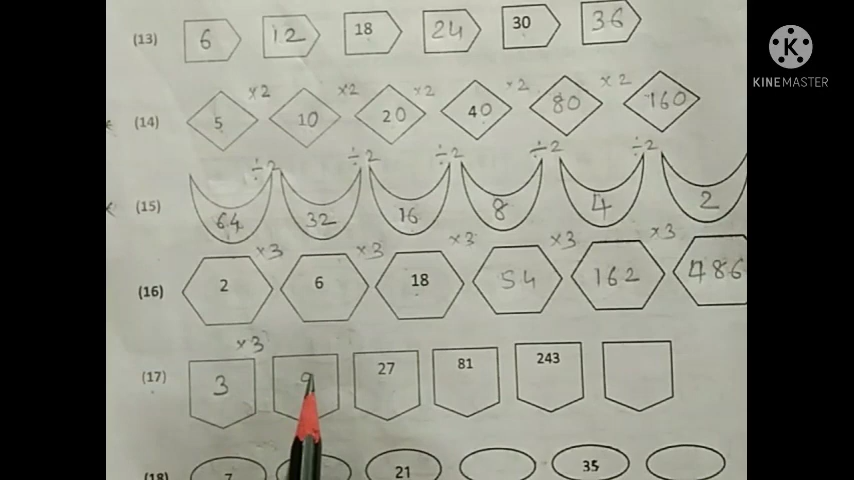 (13) 6 12 18 24 30 36
K
KINEMASTER
×2 ×2 ×2 ×2 ×2
(14) 5 10 20 40 80 160
÷2 ÷2 ÷2 ÷2 ÷2
(15) 64 32 16 8 4 2
×3 ×3 ×3 ×3 ×3
(16) 2 6 18 54 162 486
×3
(17) 3 9 27 81 243
(18) 7 21 35